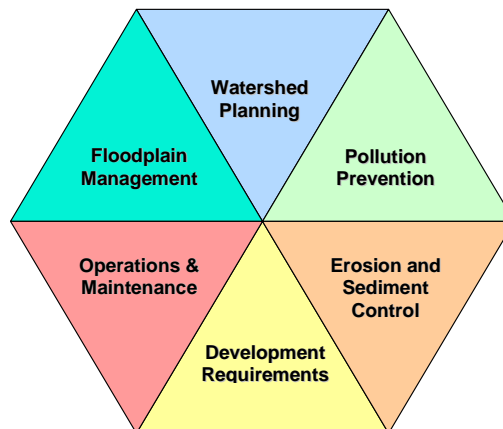 Watershed
Planning
Floodplain
Management
Pollution
Prevention
Operations &
Maintenance
Erosion and
Sediment
Control
Development
Requirements